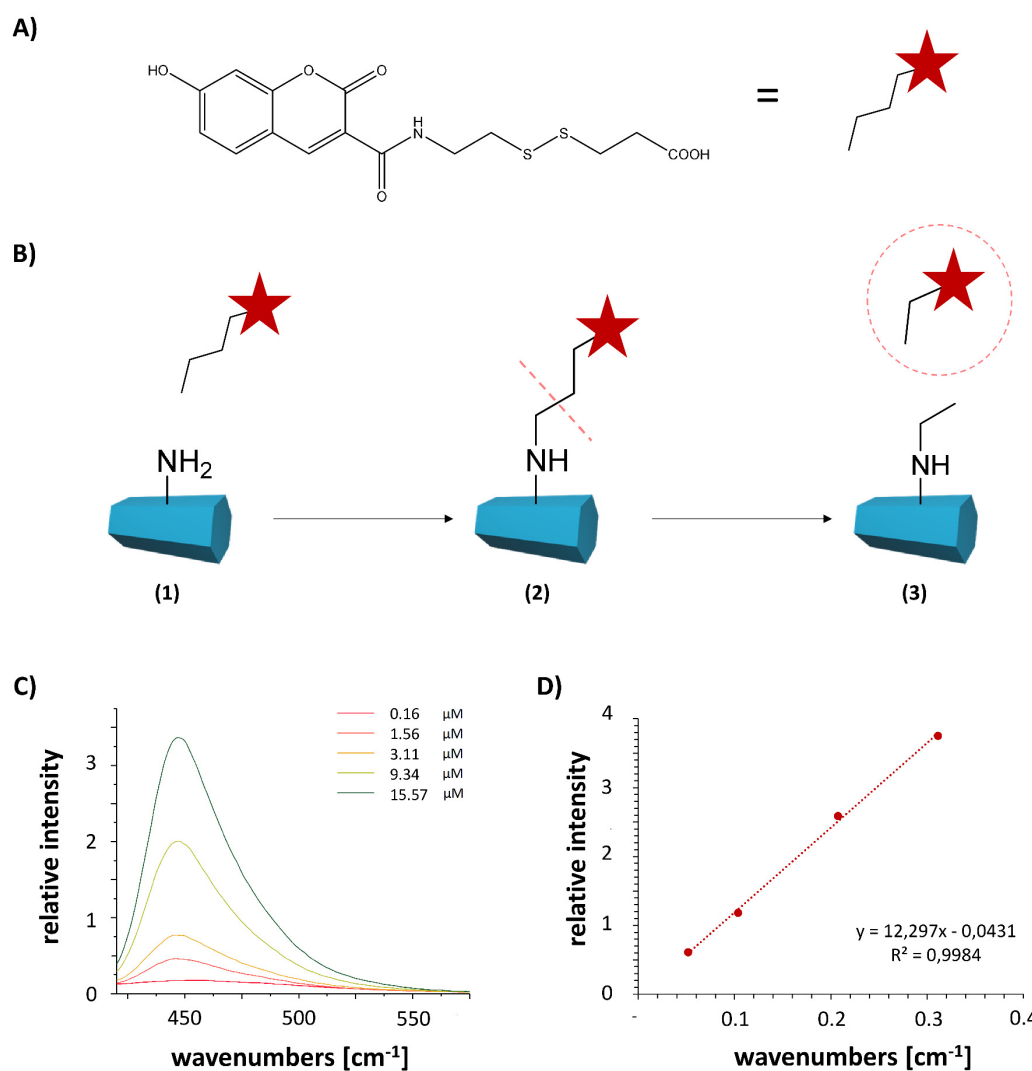 A)
HO
O
O
H
N
O
S
S
COOH
=
B)
NH₂
NH
NH
(1)
(2)
(3)
C)
relative intensity
3
2
1
0
450
500
550
wavenumbers [cm⁻¹]
0.16 µM
1.56 µM
3.11 µM
9.34 µM
15.57 µM
D)
relative intensity
4
3
2
1
0
-
0.1
0.2
0.3
0.4
wavenumbers [cm⁻¹]
y = 12,297x - 0,0431
R² = 0,9984